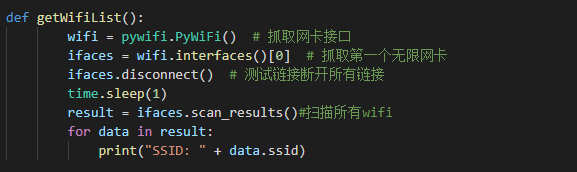 def getWifiList():
wifi = pywifi.PyWiFi()  # 抓取网卡接口
ifaces = wifi.interfaces()[0]  # 抓取第一个无限网卡
ifaces.disconnect()  # 测试链接断开所有链接
time.sleep(1)
result = ifaces.scan_results()#扫描所有wifi
for data in result:
print("SSID: " + data.ssid)